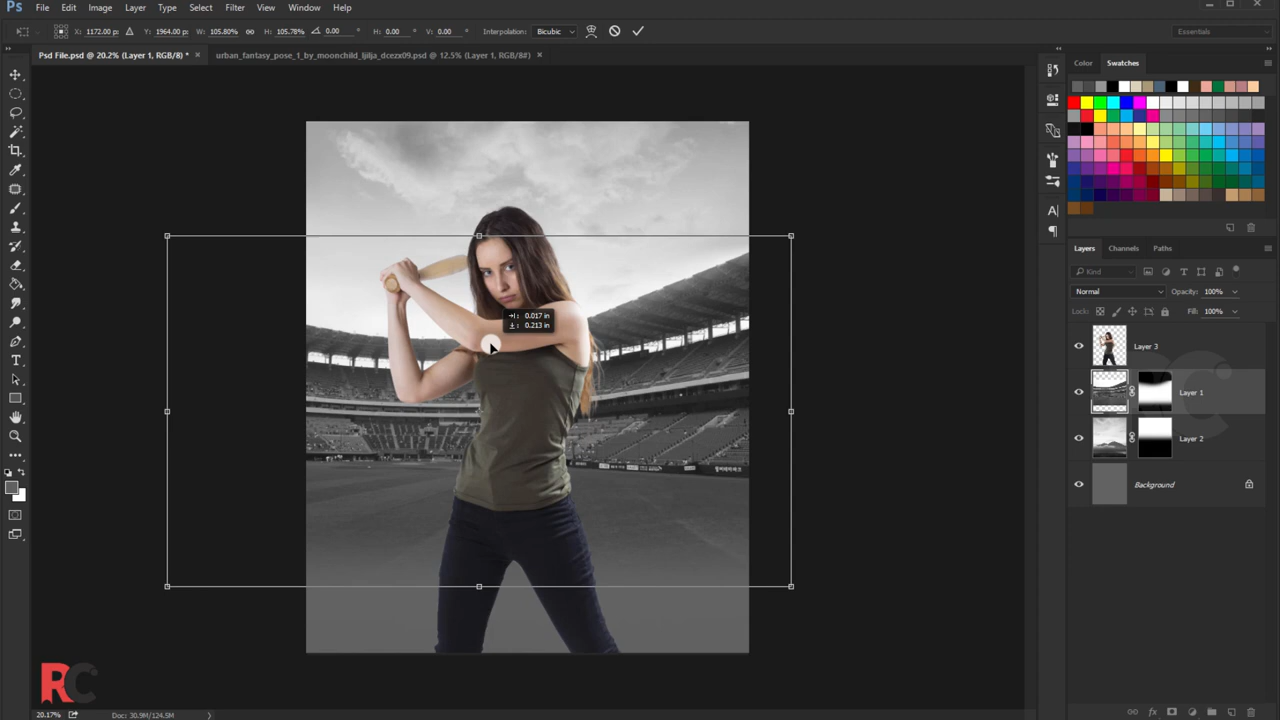 Ps File Edit Image Layer Type Select Filter View Window Help
X: 1172.00 p: Y: 1964.00 p: W: 105.80% H: 105.78% 0.00 ° H: 0.00 ° V: 0.00 ° Interpolation: Bicubic Essentials
Psd File.psd @ 20.2% (Layer 1, RGB/8) * × urban_fantasy_pose_1_by_moonchild_ljilja_dcezx09.psd @ 12.5% (Layer 1, RGB/8#) ×
Color Swatches
Layers Channels Paths
Kind
Normal Opacity: 100%
Lock: Fill: 100%
Layer 3
Layer 1
Layer 2
Background
: 0.017 in
: 0.213 in
RC
20.17% Doc: 30.9M/124.5M